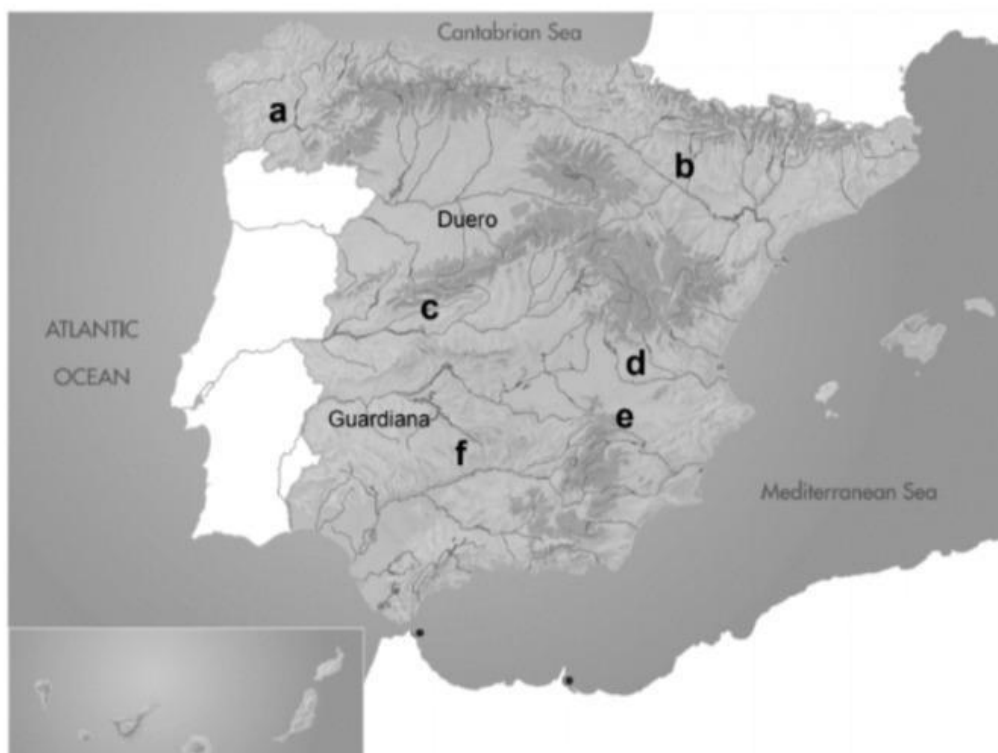 Cantabrian Sea
a
b
Duero
c
ATLANTIC
OCEAN
d
Guardiana
e
f
Mediterranean Sea